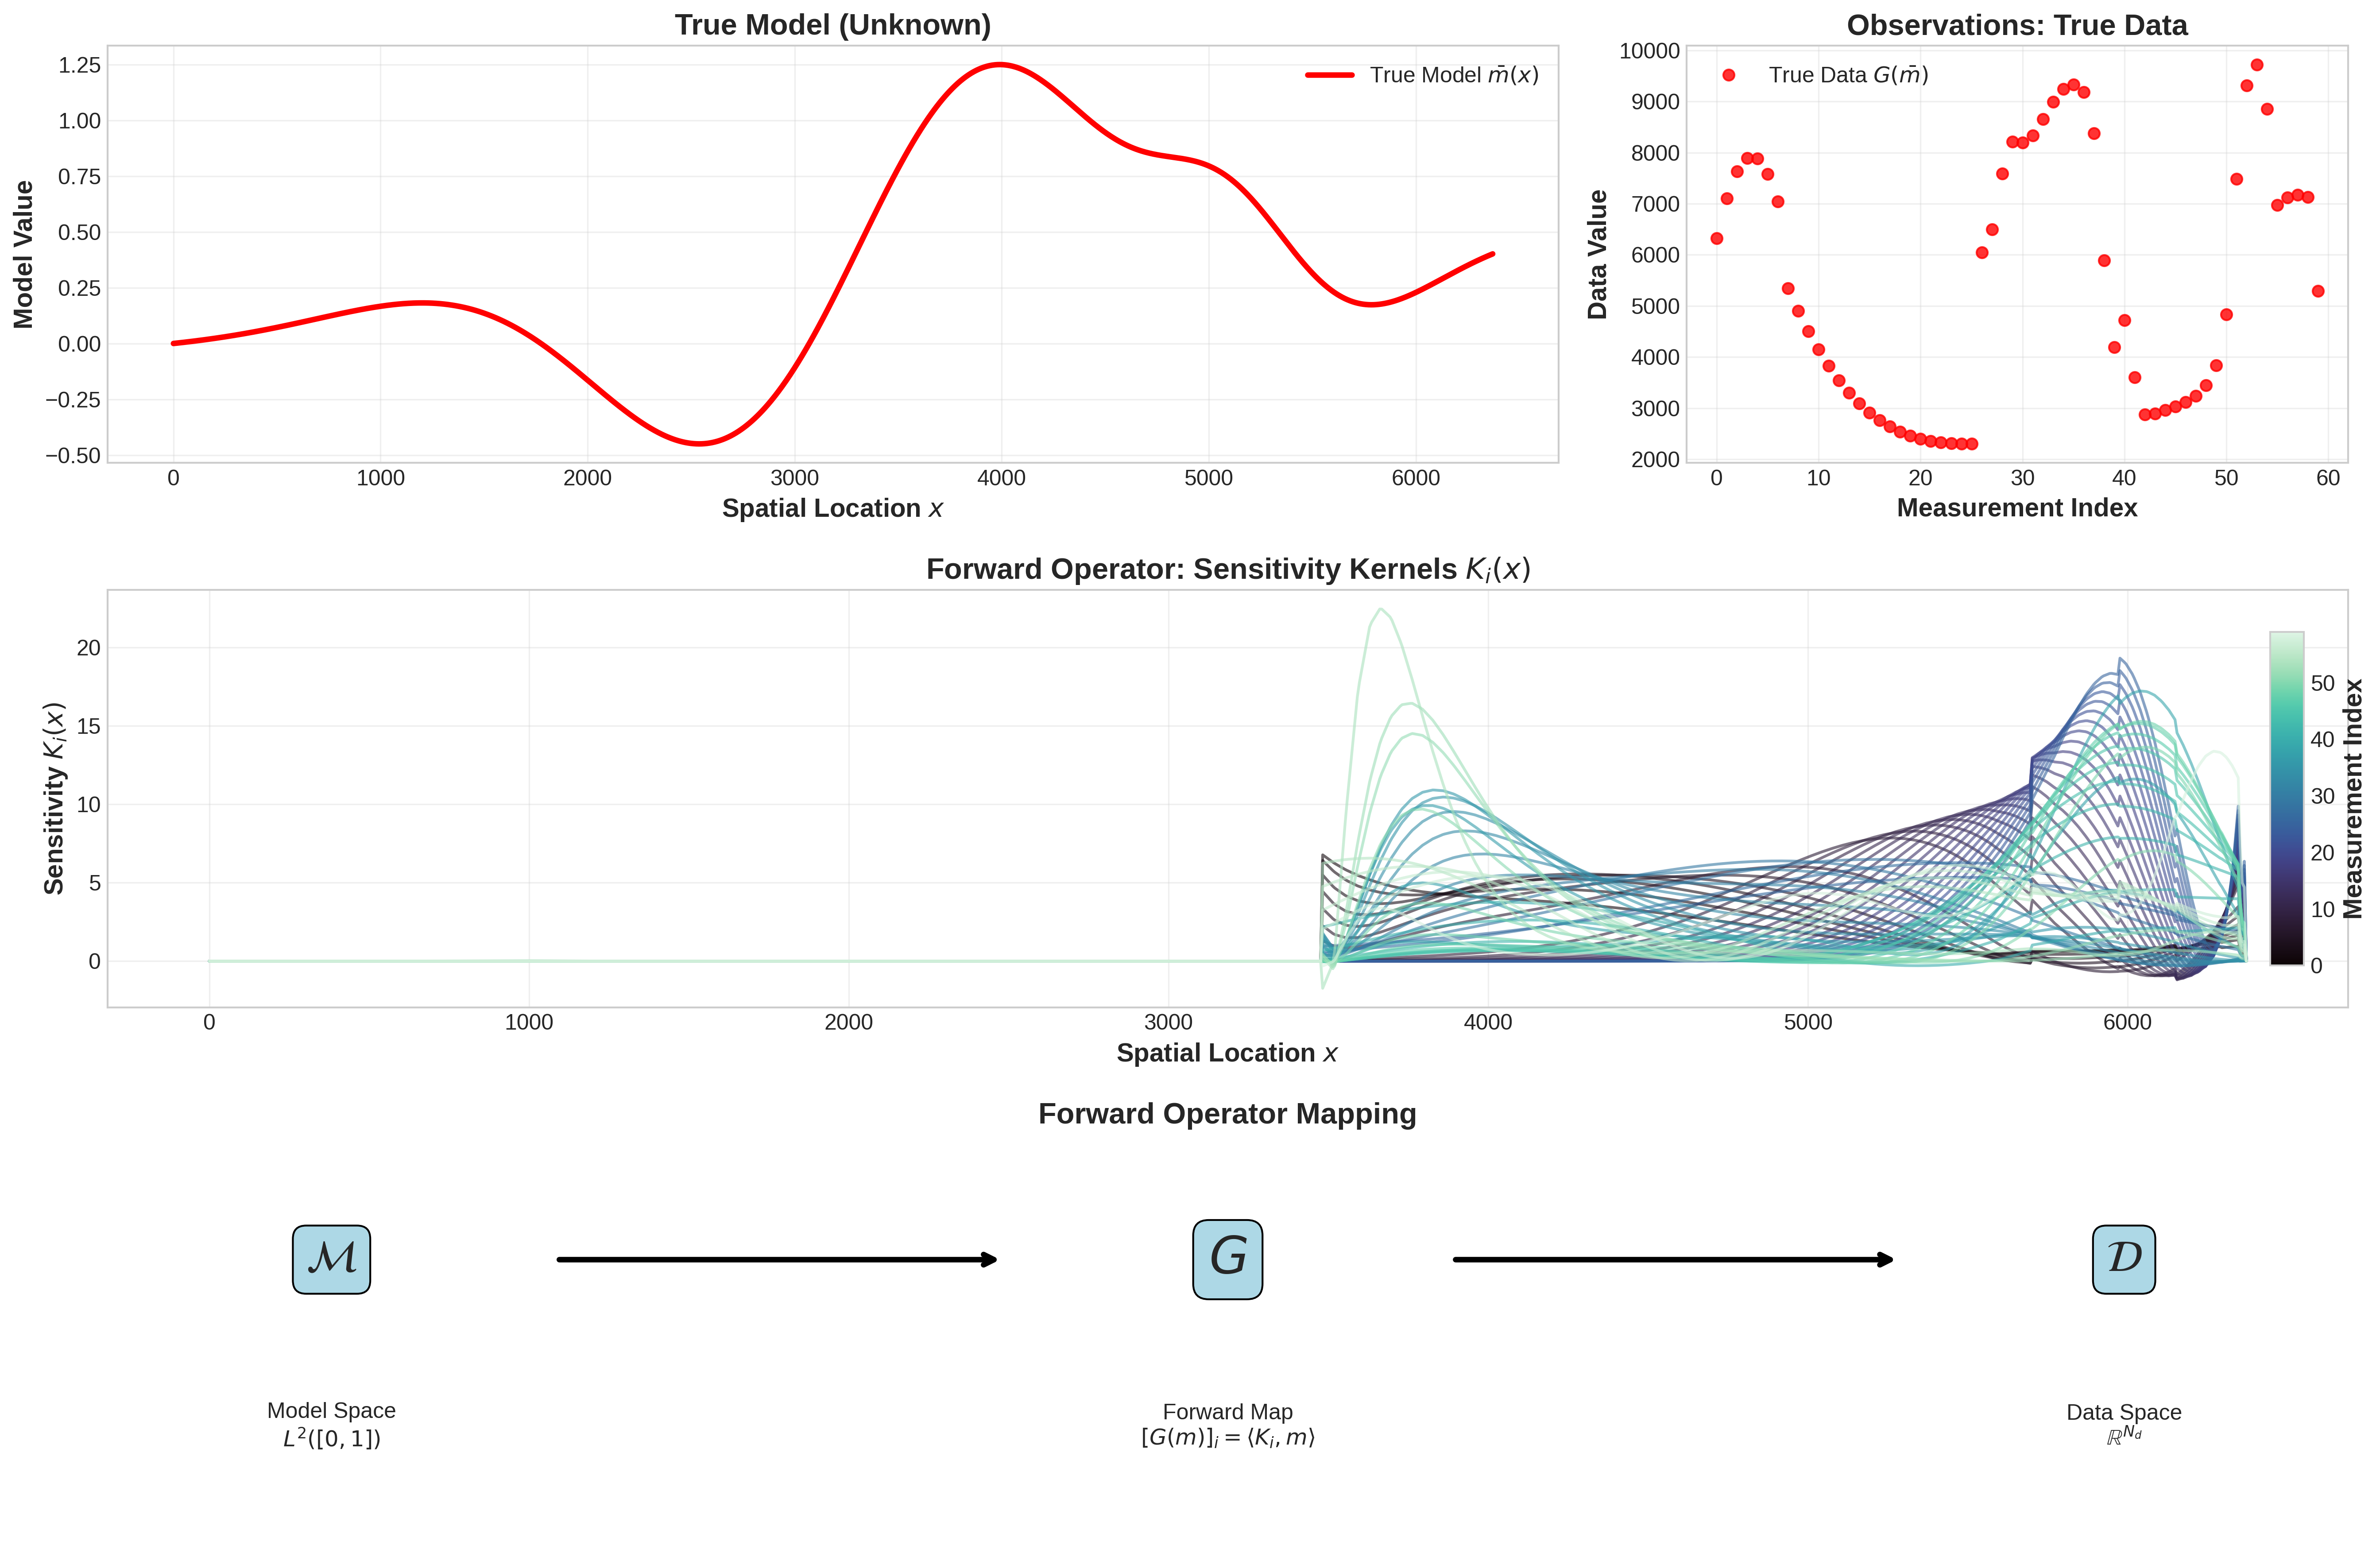 True Model (Unknown)
Model Value
1.25
1.00
0.75
0.50
0.25
0.00
−0.25
−0.50
True Model m̄(x)
0 1000 2000 3000 4000 5000 6000
Spatial Location x
Observations: True Data
Data Value
10000
9000
8000
7000
6000
5000
4000
3000
2000
True Data G(m̄)
0 10 20 30 40 50 60
Measurement Index
Forward Operator: Sensitivity Kernels Kᵢ(x)
Sensitivity Kᵢ(x)
20
15
10
5
0
0 1000 2000 3000 4000 5000 6000
Spatial Location x
50
40
30
20
10
0
Measurement Index
Forward Operator Mapping
ℳ
G
𝒟
Model Space
L²([0, 1])
Forward Map
[G(m)]ᵢ = ⟨Kᵢ, m⟩
Data Space
ℝ^{N_d}